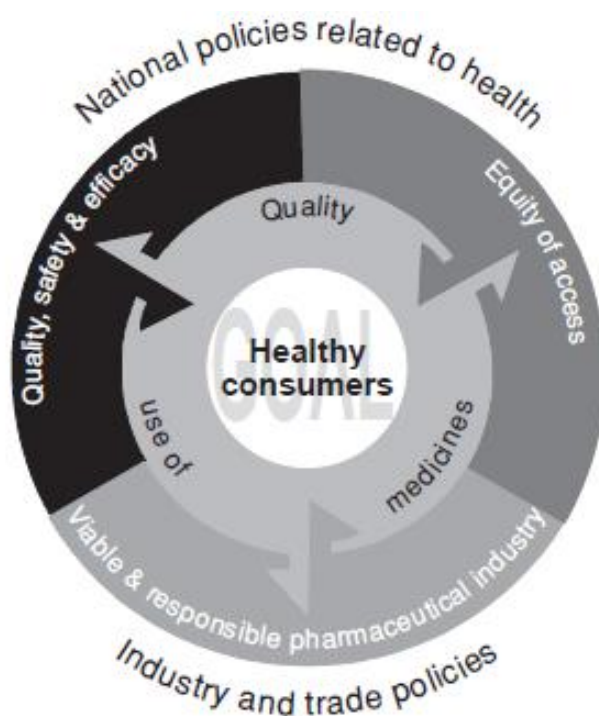 National policies related to health
Quality, safety & efficacy
Equity of access
Quality
use of
medicines
GOAL
Healthy
consumers
Viable & responsible pharmaceutical industry
Industry and trade policies